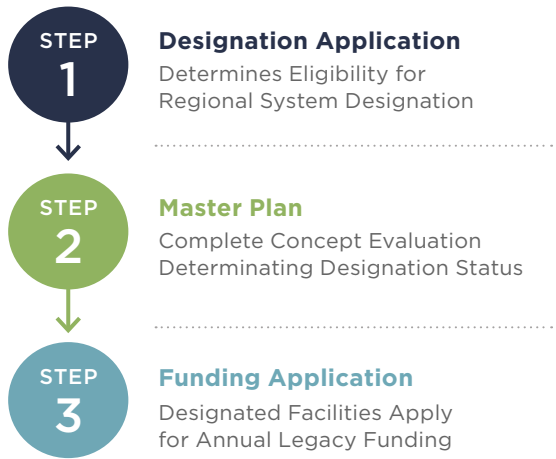 STEP
1
Designation Application
Determines Eligibility for
Regional System Designation
STEP
2
Master Plan
Complete Concept Evaluation
Determinating Designation Status
STEP
3
Funding Application
Designated Facilities Apply
for Annual Legacy Funding